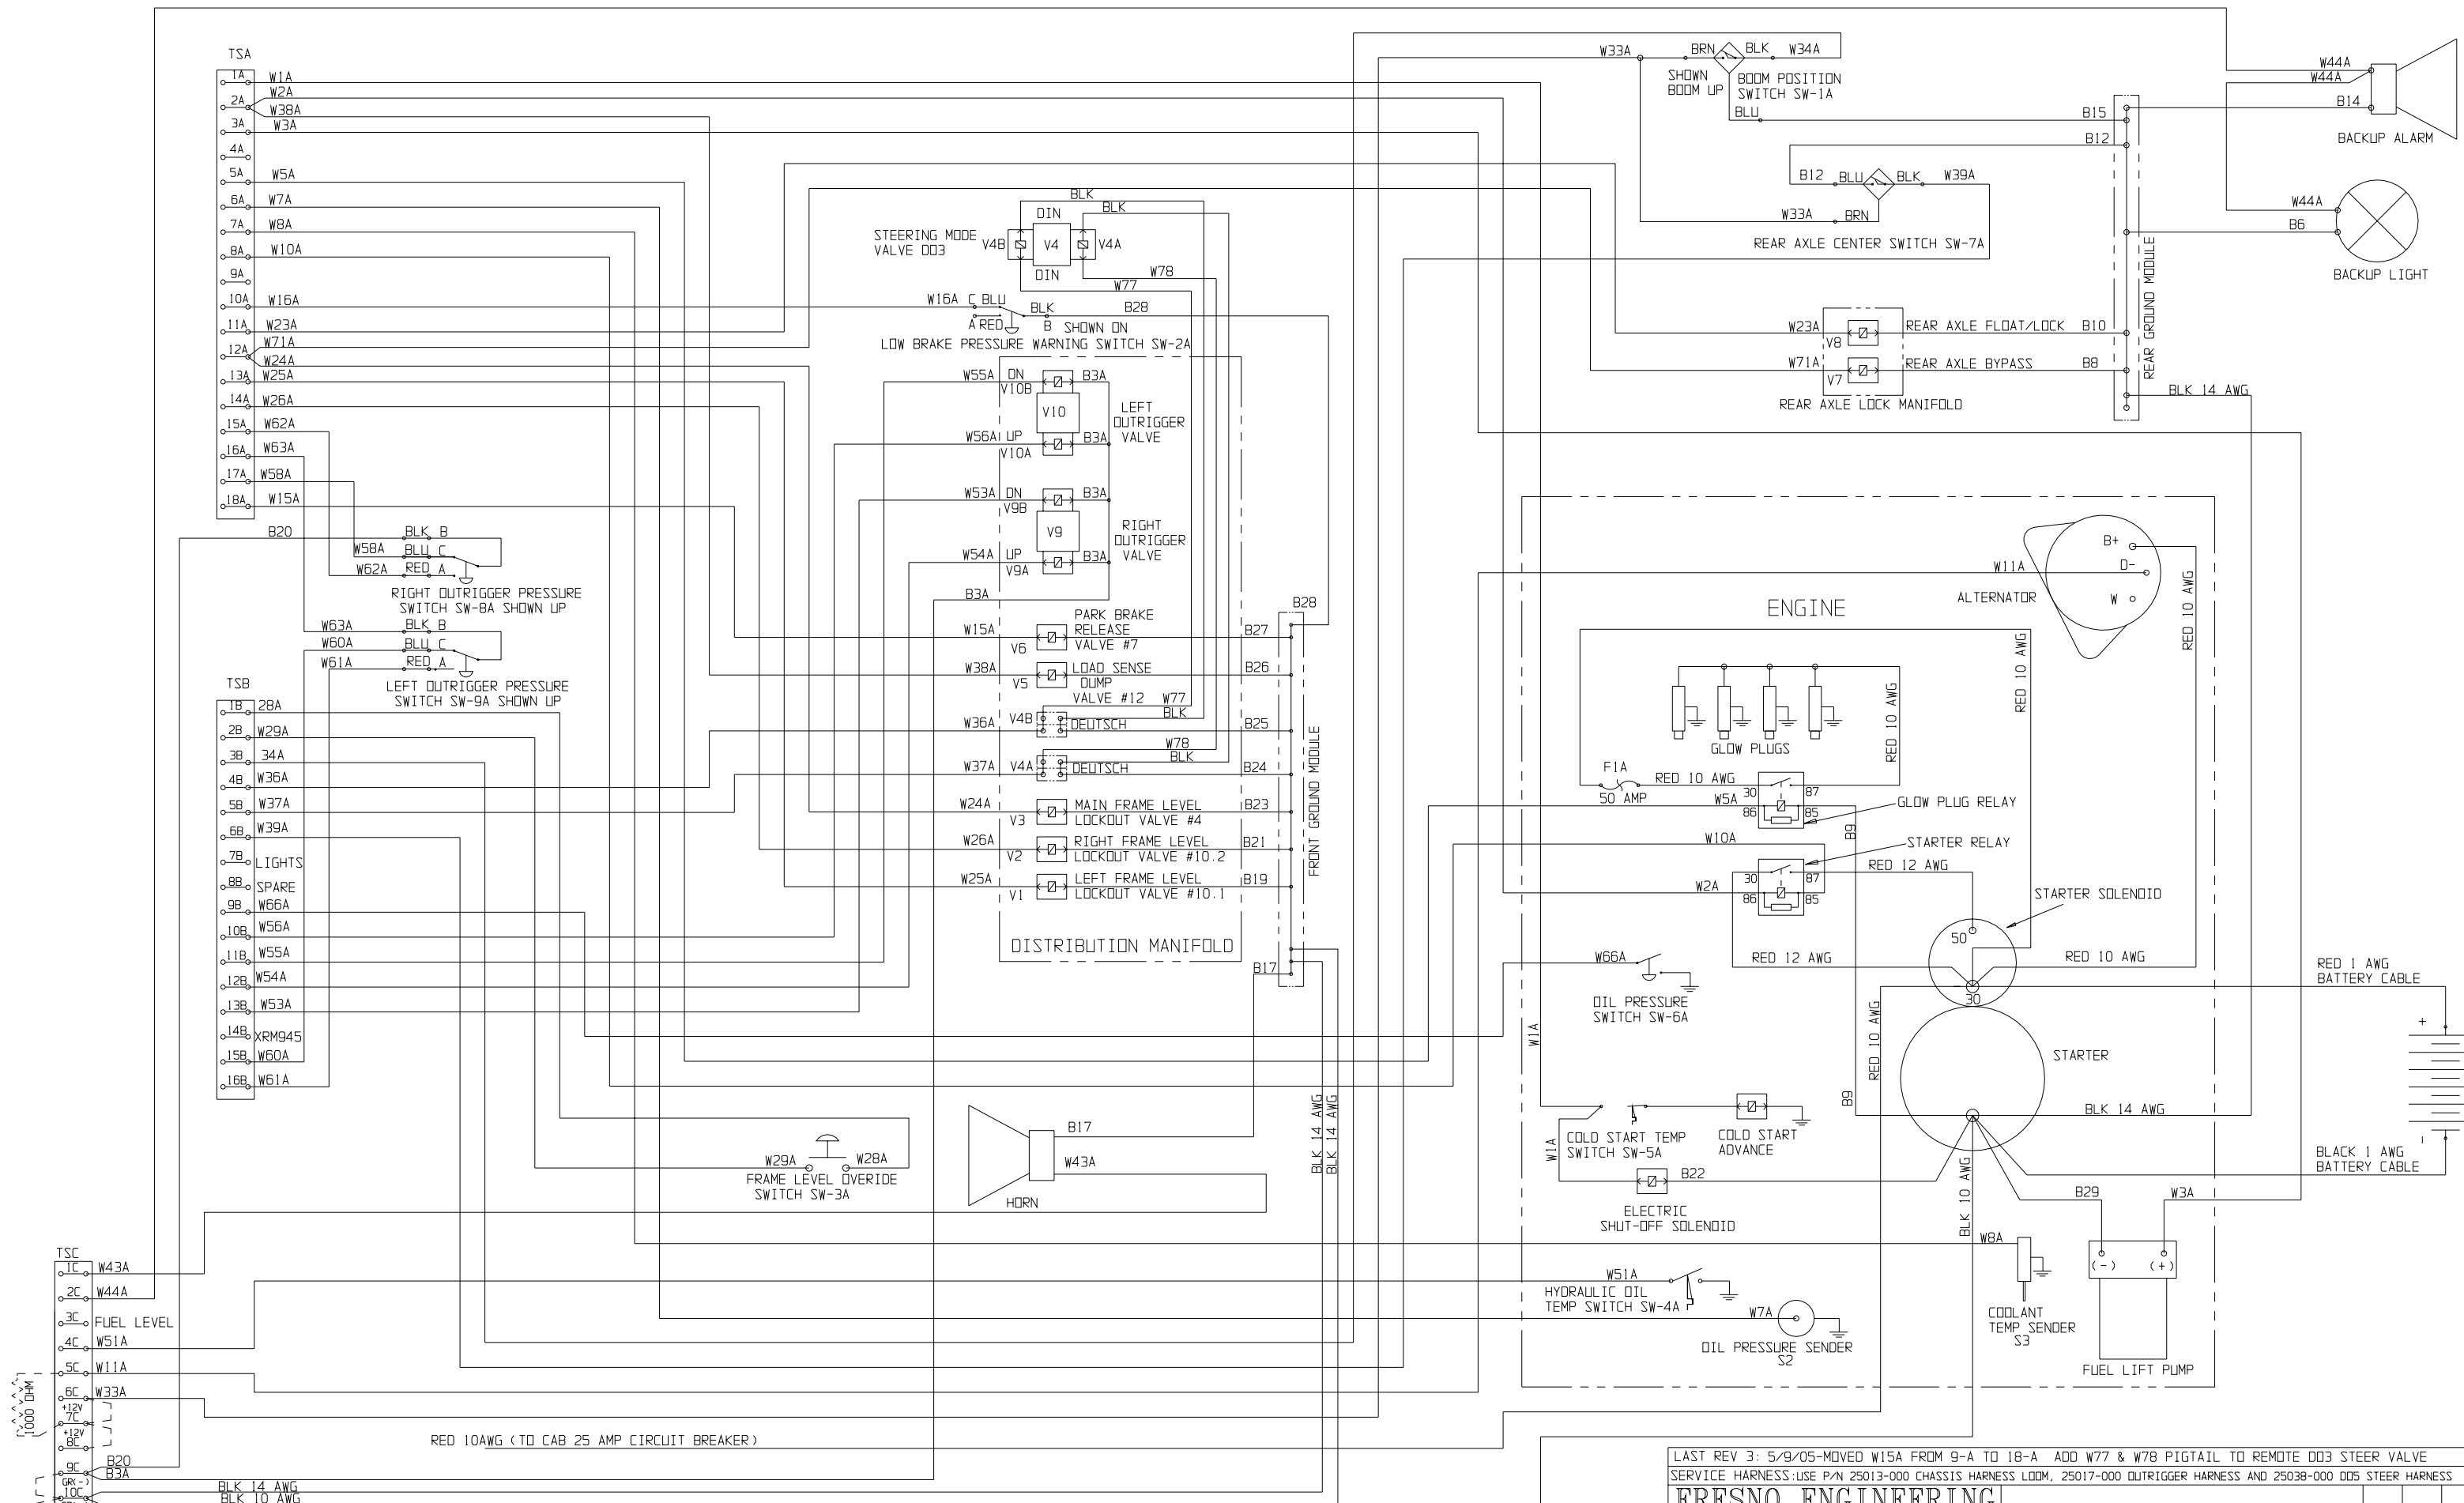 TSA
1A W1A
W2A
2A
W38A
3A W3A
4A
5A W5A
6A W7A
7A W8A
8A W10A
9A
10A W16A
11A W23A
W71A
12A
W24A
13A W25A
14A W26A
15A W62A
16A W63A
17A W58A
18A W15A
B20
BLK B
W58A BLU C
W62A RED A
RIGHT OUTRIGGER PRESSURE
SWITCH SW-8A SHOWN UP
W63A BLK B
W60A BLU C
W61A RED A
LEFT OUTRIGGER PRESSURE
SWITCH SW-9A SHOWN UP
TSB
1B 28A
2B W29A
3B 34A
4B W36A
5B W37A
6B W39A
7B LIGHTS
8B SPARE
9B W66A
10B W56A
11B W55A
12B W54A
13B W53A
14B XRM945
15B W60A
16B W61A
TSC
1C W43A
2C W44A
3C FUEL LEVEL
4C W51A
5C W11A
6C W33A
+12V
7C
+12V
8C
9C B20
B3A
GR(-)
10C
BLK 14 AWG
BLK 10 AWG
1000 OHM
RED 10AWG (TO CAB 25 AMP CIRCUIT BREAKER)
STEERING MODE
VALVE D03
BLK
BLK
DIN
V4B V4 V4A
DIN
W78
W77
W16A C BLU
BLK B28
A RED B SHOWN ON
LOW BRAKE PRESSURE WARNING SWITCH SW-2A
W55A DN B3A
V10B
V10
LEFT
OUTRIGGER
VALVE
W56A UP B3A
V10A
W53A DN B3A
V9B
V9
RIGHT
OUTRIGGER
VALVE
W54A UP B3A
V9A
B3A
B28
PARK BRAKE
W15A RELEASE B27
V6 VALVE #7
W38A LOAD SENSE B26
V5 DUMP
VALVE #12 W77
V4B BLK
W36A DEUTSCH B25
W78
BLK
W37A V4A DEUTSCH B24
W24A MAIN FRAME LEVEL B23
V3 LOCKOUT VALVE #4
W26A RIGHT FRAME LEVEL B21
V2 LOCKOUT VALVE #10.2
W25A LEFT FRAME LEVEL B19
V1 LOCKOUT VALVE #10.1
DISTRIBUTION MANIFOLD
B17
FRONT GROUND MODULE
BLK 14 AWG
BLK 14 AWG
W29A W28A
FRAME LEVEL OVERIDE
SWITCH SW-3A
B17
W43A
HORN
W33A BRN BLK W34A
SHOWN
BOOM UP
BOOM POSITION
SWITCH SW-1A
BLU
B15
B12
B12 BLU BLK W39A
W33A BRN
REAR AXLE CENTER SWITCH SW-7A
W23A REAR AXLE FLOAT/LOCK B10
V8
W71A REAR AXLE BYPASS B8
V7
REAR AXLE LOCK MANIFOLD
REAR GROUND MODULE
BLK 14 AWG
W44A
W44A
B14
BACKUP ALARM
W44A
B6
BACKUP LIGHT
ENGINE
W11A
B+
D-
W
ALTERNATOR
RED 10 AWG
RED 10 AWG
RED 10 AWG
GLOW PLUGS
F1A
50 AMP
RED 10 AWG
30 87
W5A
86 85
GLOW PLUG RELAY
B9
W10A
STARTER RELAY
RED 12 AWG
30 87
W2A
86 85
STARTER SOLENOID
50
30
RED 12 AWG
RED 10 AWG
W66A
OIL PRESSURE
SWITCH SW-6A
RED 1 AWG
BATTERY CABLE
+
-
STARTER
RED 10 AWG
W1A
B9
BLK 14 AWG
W1A
COLD START TEMP
SWITCH SW-5A
COLD START
ADVANCE
BLACK 1 AWG
BATTERY CABLE
B22
ELECTRIC
SHUT-OFF SOLENOID
BLK 10 AWG
B29 W3A
W8A
(-) (+)
W51A
HYDRAULIC OIL
TEMP SWITCH SW-4A
W7A
OIL PRESSURE SENDER
S2
COOLANT
TEMP SENDER
S3
FUEL LIFT PUMP
LAST REV 3: 5/9/05-MOVED W15A FROM 9-A TO 18-A ADD W77 & W78 PIGTAIL TO REMOTE D03 STEER VALVE
SERVICE HARNESS:USE P/N 25013-000 CHASSIS HARNESS LOOM, 25017-000 OUTRIGGER HARNESS AND 25038-000 D05 STEER HARNESS
FRESNO ENGINEERING